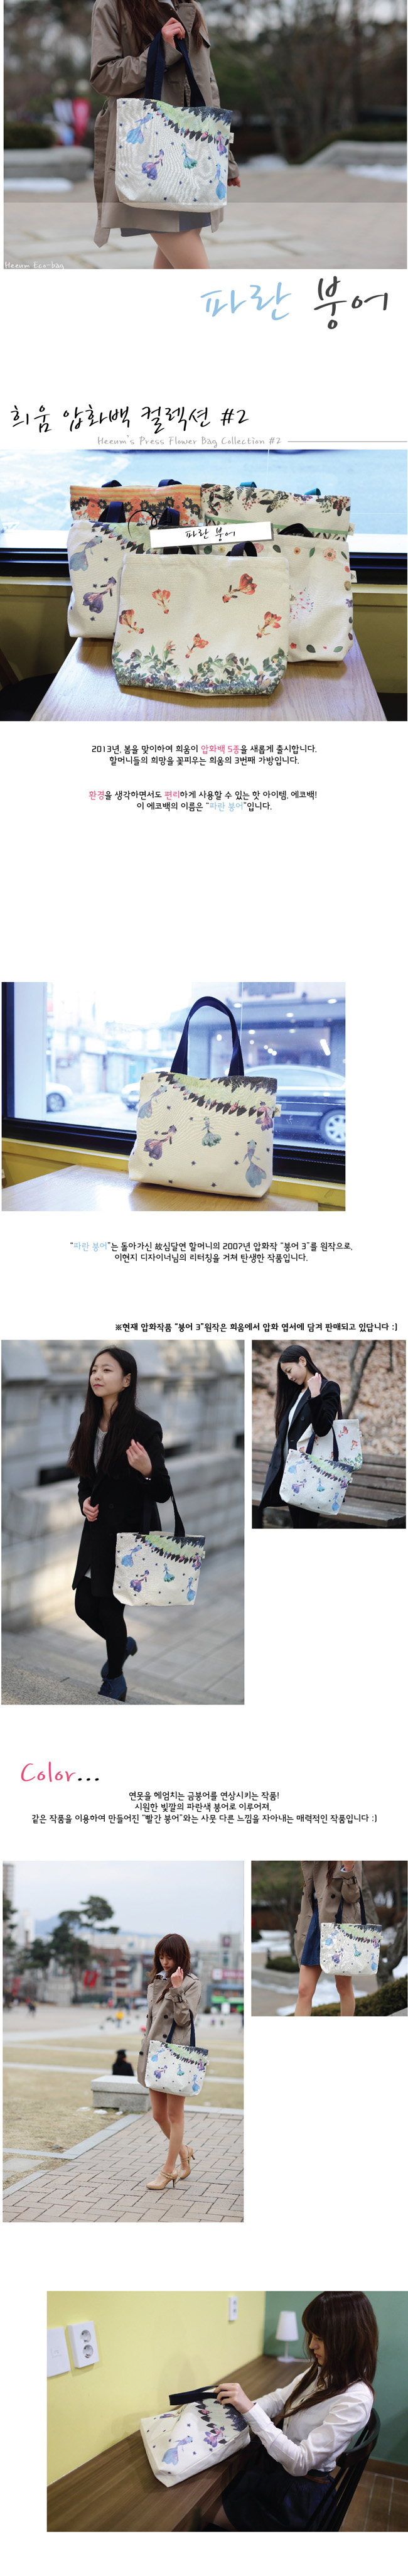 Heeum Eco-bag
파란 붕어
희움 압화백 컬렉션 #2
Heeum's Press Flower Bag Collection #2
파란 붕어
2013년, 봄을 맞이하여 희움이 압화백 5종을 새롭게 출시합니다.
할머니들의 희망을 꽃피우는 희움의 3번째 가방입니다.
환경을 생각하면서도 편리하게 사용할 수 있는 핫 아이템, 에코백!
이 에코백의 이름은 "파란 붕어"입니다.
"파란 붕어"는 돌아가신 故심달연 할머니의 2007년 압화작 "붕어 3"를 원작으로,
이현지 디자이너님의 리터칭을 거쳐 탄생한 작품입니다.
※현재 압화작품 "붕어 3"원작은 희움에서 압화 엽서에 담겨 판매되고 있답니다 :)
Color...
연못을 헤엄치는 금붕어를 연상시키는 작품!
시원한 빛깔의 파란색 붕어로 이루어져,
같은 작품을 이용하여 만들어진 "빨간 붕어"와는 사뭇 다른 느낌을 자아내는 매력적인 작품입니다 :)